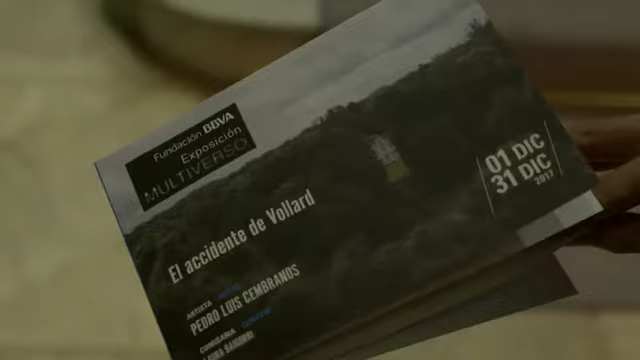 Fundación BBVA
Exposición
MULTIVERSO
01 DIC
31 DIC
2017
El accidente de Vollard
ARTISTA
PEDRO LUIS CEMBRANOS
COMISARIA